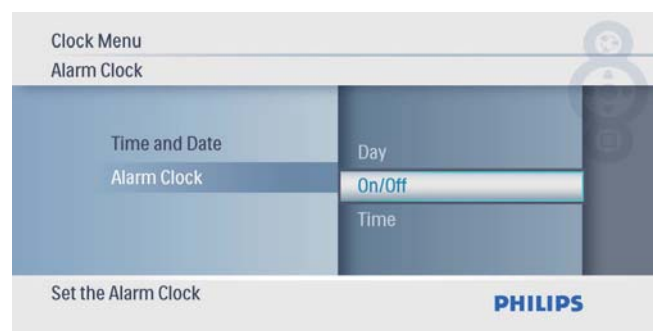 Clock Menu
Alarm Clock
Time and Date
Alarm Clock
Day
On/Off
Time
Set the Alarm Clock
PHILIPS